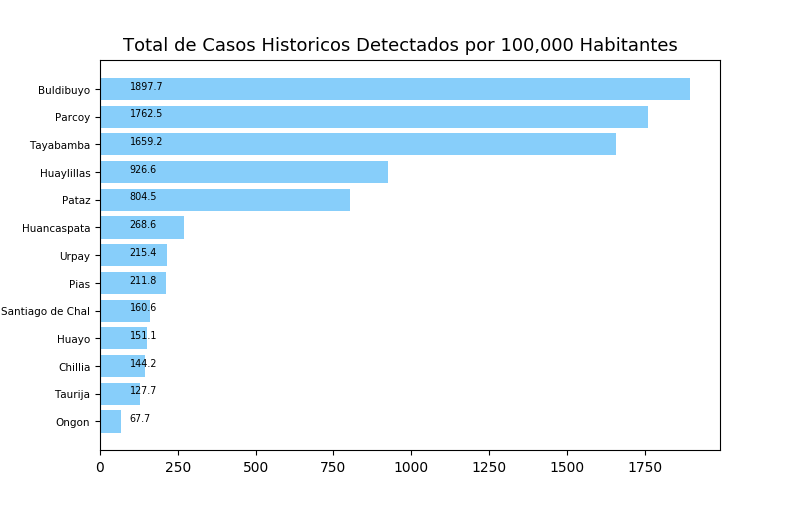 Total de Casos Historicos Detectados por 100,000 Habitantes
Buldibuyo 1897.7
Parcoy 1762.5
Tayabamba 1659.2
Huaylillas 926.6
Pataz 804.5
Huancaspata 268.6
Urpay 215.4
Pias 211.8
Santiago de Chal 160.6
Huayo 151.1
Chillia 144.2
Taurija 127.7
Ongon 67.7
0 250 500 750 1000 1250 1500 1750